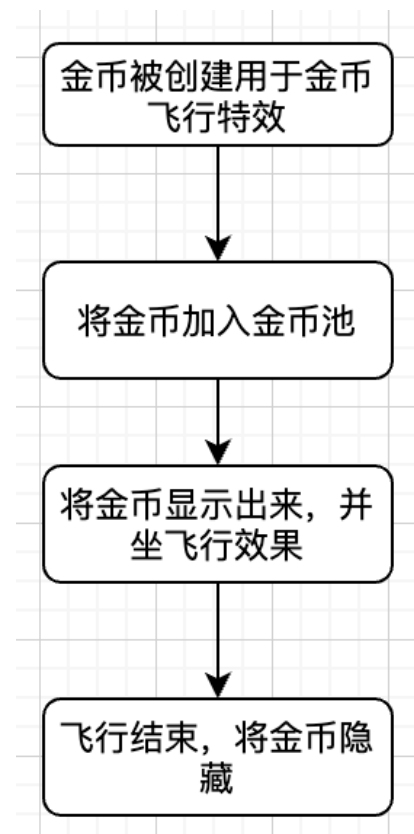 金币被创建用于金币
飞行特效
将金币加入金币池
将金币显示出来，并
坐飞行效果
飞行结束，将金币隐
藏